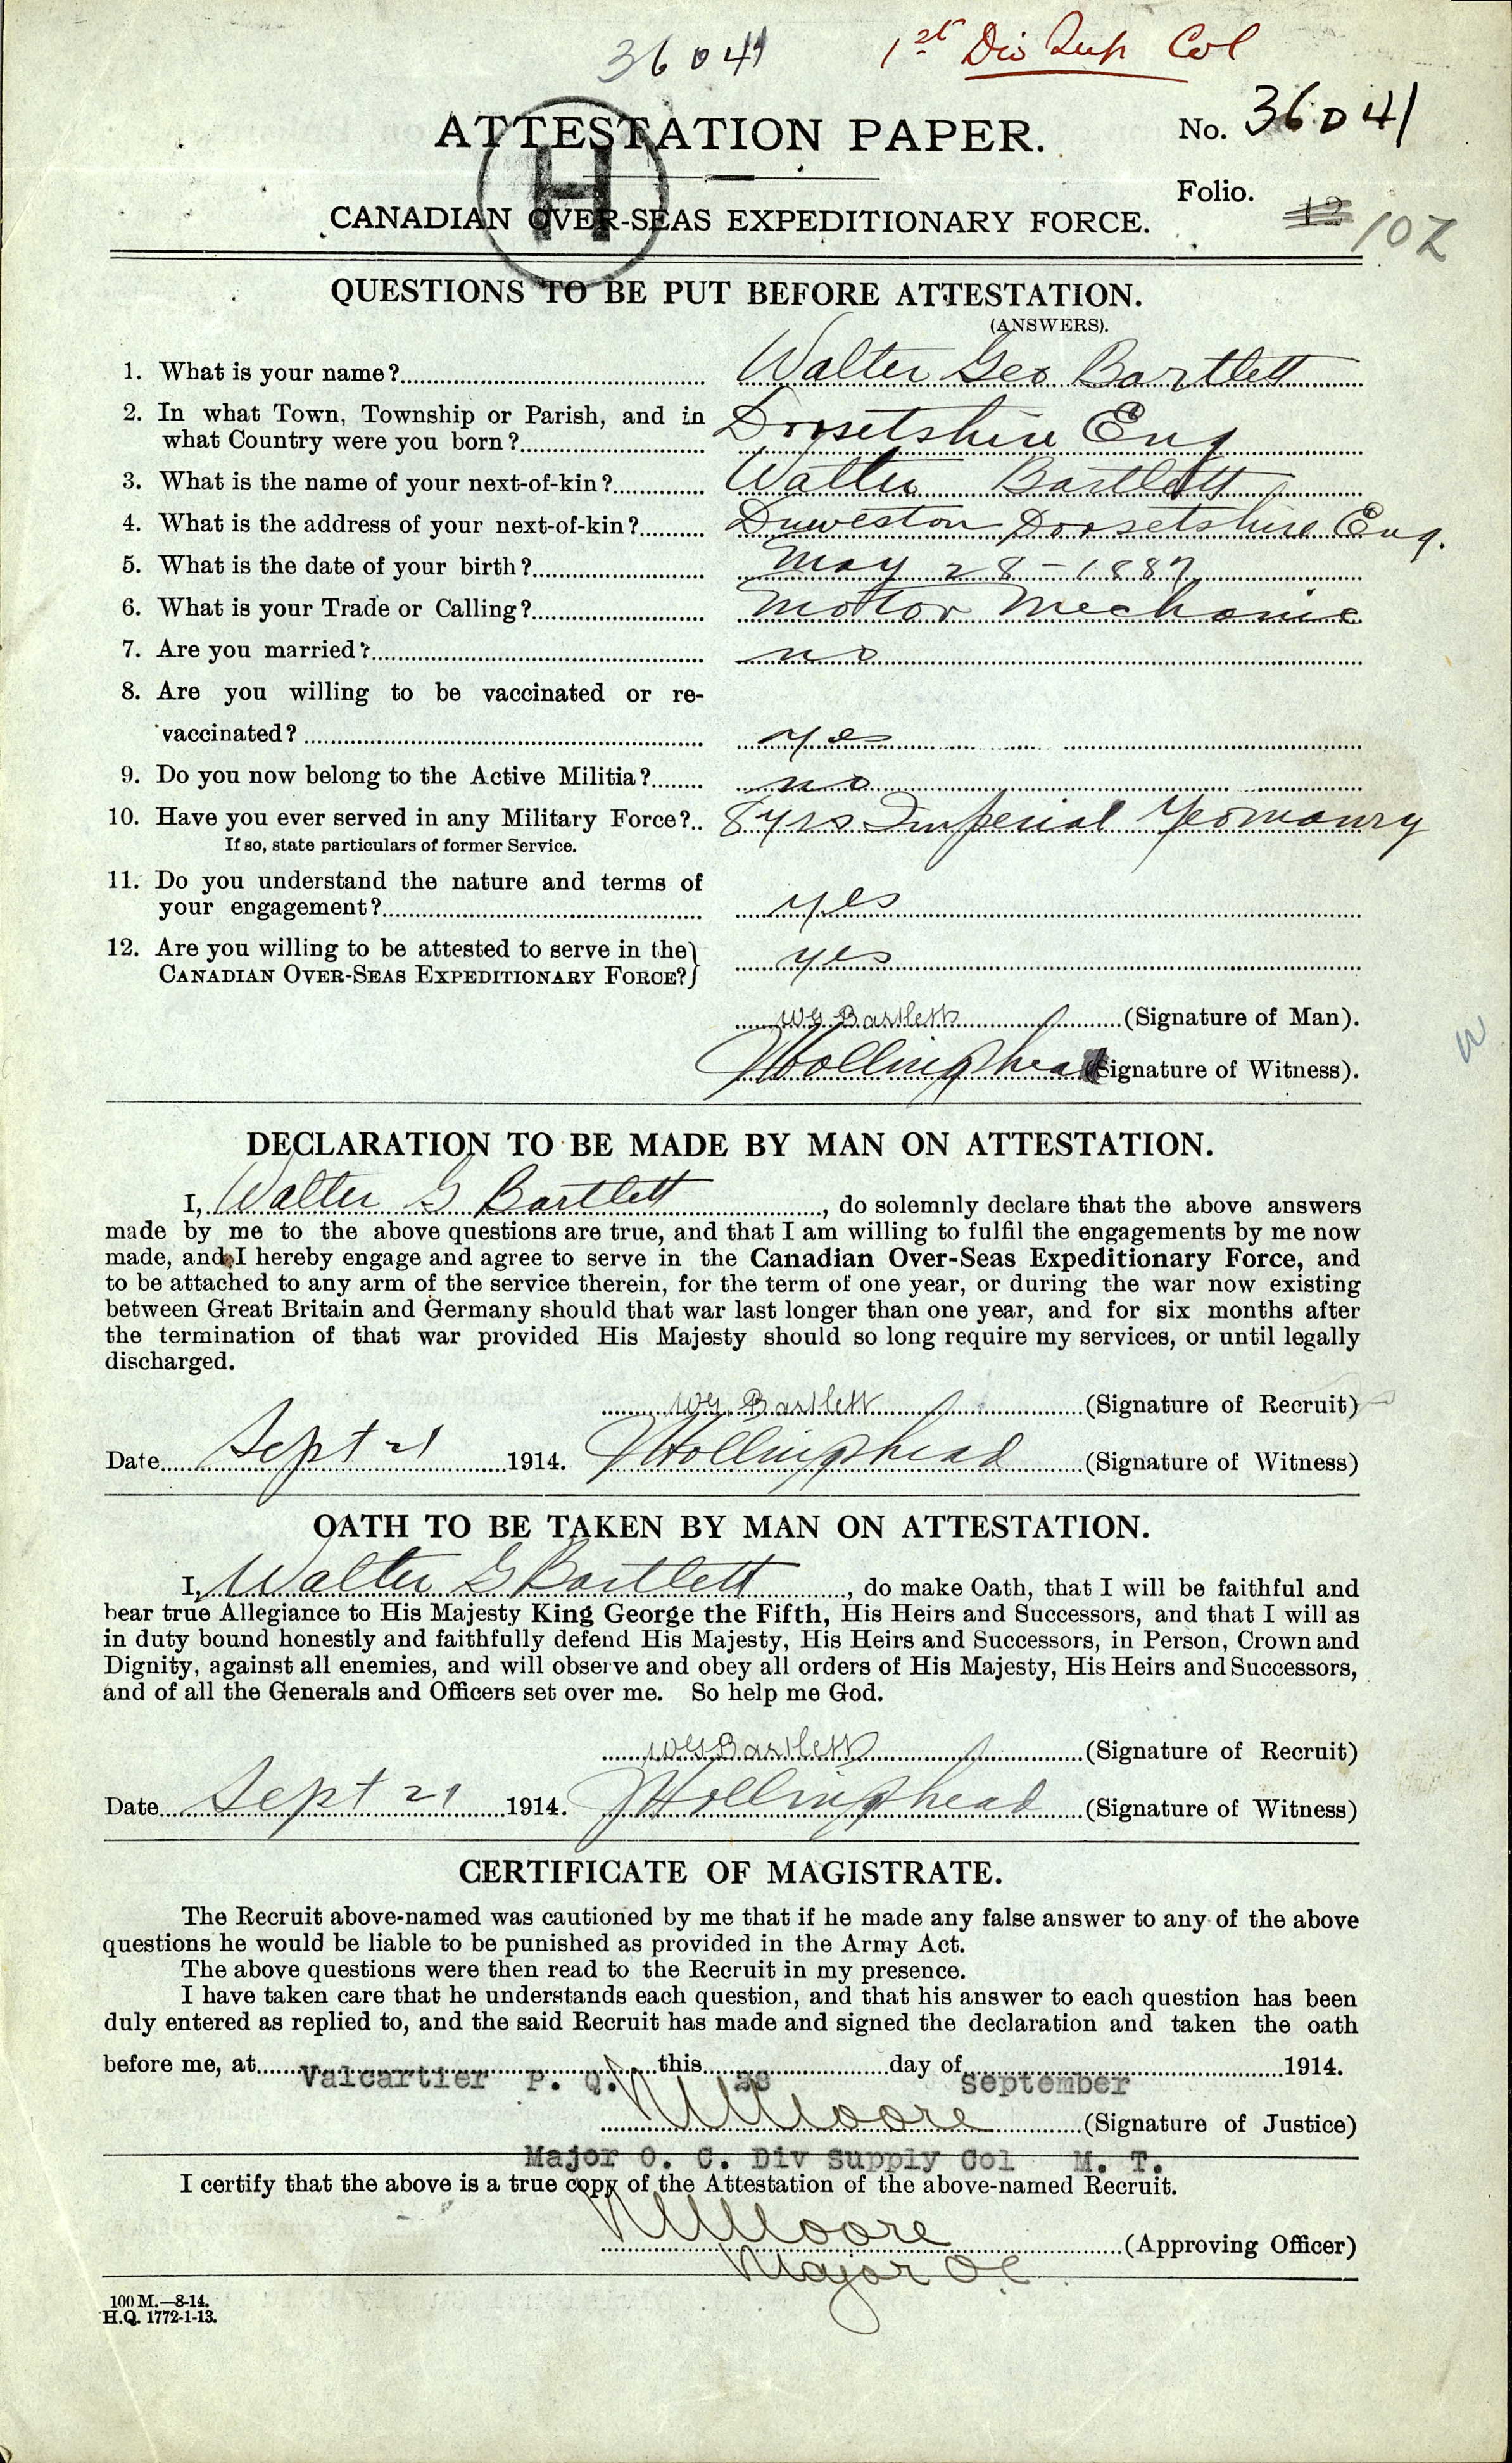 36041 1st Div Sup Col
ATTESTATION PAPER. No. 36041
H
Folio. 12 102
CANADIAN OVER-SEAS EXPEDITIONARY FORCE.
QUESTIONS TO BE PUT BEFORE ATTESTATION.
(ANSWERS).
1. What is your name? Walter Geo Bartlett
2. In what Town, Township or Parish, and in
what Country were you born? Dorsetshire Eng
3. What is the name of your next-of-kin? Walter Bartlett
4. What is the address of your next-of-kin? Duweston Dorsetshire Eng.
5. What is the date of your birth? May 28-1887
6. What is your Trade or Calling? Motor Mechanic
7. Are you married? no
8. Are you willing to be vaccinated or re-
vaccinated? yes
9. Do you now belong to the Active Militia? no
10. Have you ever served in any Military Force? 8 yrs Imperial Yeomanry
If so, state particulars of former Service.
11. Do you understand the nature and terms of
your engagement? yes
12. Are you willing to be attested to serve in the
CANADIAN OVER-SEAS EXPEDITIONARY FORCE? yes
WG Bartlett (Signature of Man).
Hollingshead (Signature of Witness).
DECLARATION TO BE MADE BY MAN ON ATTESTATION.
I, Walter G Bartlett, do solemnly declare that the above answers
made by me to the above questions are true, and that I am willing to fulfil the engagements by me now
made, and I hereby engage and agree to serve in the Canadian Over-Seas Expeditionary Force, and
to be attached to any arm of the service therein, for the term of one year, or during the war now existing
between Great Britain and Germany should that war last longer than one year, and for six months after
the termination of that war provided His Majesty should so long require my services, or until legally
discharged.
WG. Bartlett (Signature of Recruit)
Date Sept 21 1914. Hollingshead (Signature of Witness)
OATH TO BE TAKEN BY MAN ON ATTESTATION.
I, Walter G Bartlett, do make Oath, that I will be faithful and
bear true Allegiance to His Majesty King George the Fifth, His Heirs and Successors, and that I will as
in duty bound honestly and faithfully defend His Majesty, His Heirs and Successors, in Person, Crown and
Dignity, against all enemies, and will observe and obey all orders of His Majesty, His Heirs and Successors,
and of all the Generals and Officers set over me. So help me God.
WG Bartlett (Signature of Recruit)
Date Sept 21 1914. Hollingshead (Signature of Witness)
CERTIFICATE OF MAGISTRATE.
The Recruit above-named was cautioned by me that if he made any false answer to any of the above
questions he would be liable to be punished as provided in the Army Act.
The above questions were then read to the Recruit in my presence.
I have taken care that he understands each question, and that his answer to each question has been
duly entered as replied to, and the said Recruit has made and signed the declaration and taken the oath
before me, at Valcartier P. Q. this day of September 1914.
Moore (Signature of Justice)
Major O. C. Div Supply Col M. T.
I certify that the above is a true copy of the Attestation of the above-named Recruit.
Moore (Approving Officer)
Major OC
100 M.—8-14.
H.Q. 1772-1-13.